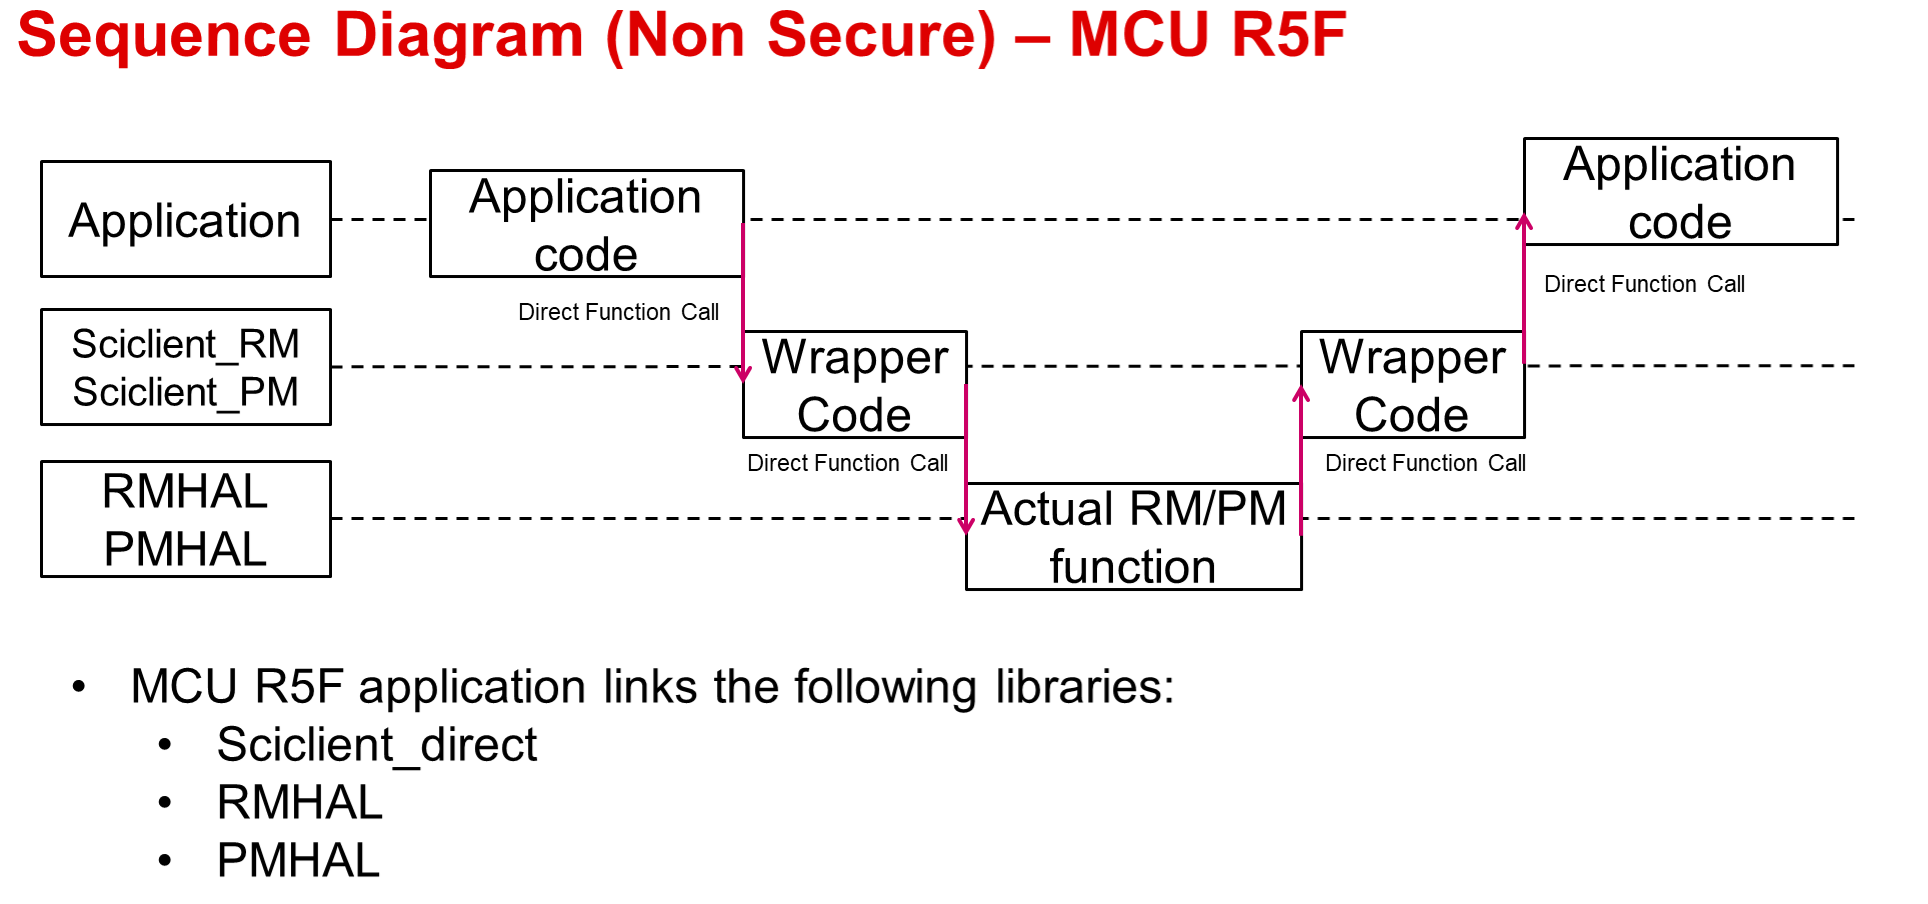 Sequence Diagram (Non Secure) – MCU R5F
Application
Application
code
Application
code
Direct Function Call
Direct Function Call
Sciclient_RM
Sciclient_PM
Wrapper
Code
Wrapper
Code
Direct Function Call
Direct Function Call
RMHAL
PMHAL
Actual RM/PM
function
• MCU R5F application links the following libraries:
• Sciclient_direct
• RMHAL
• PMHAL